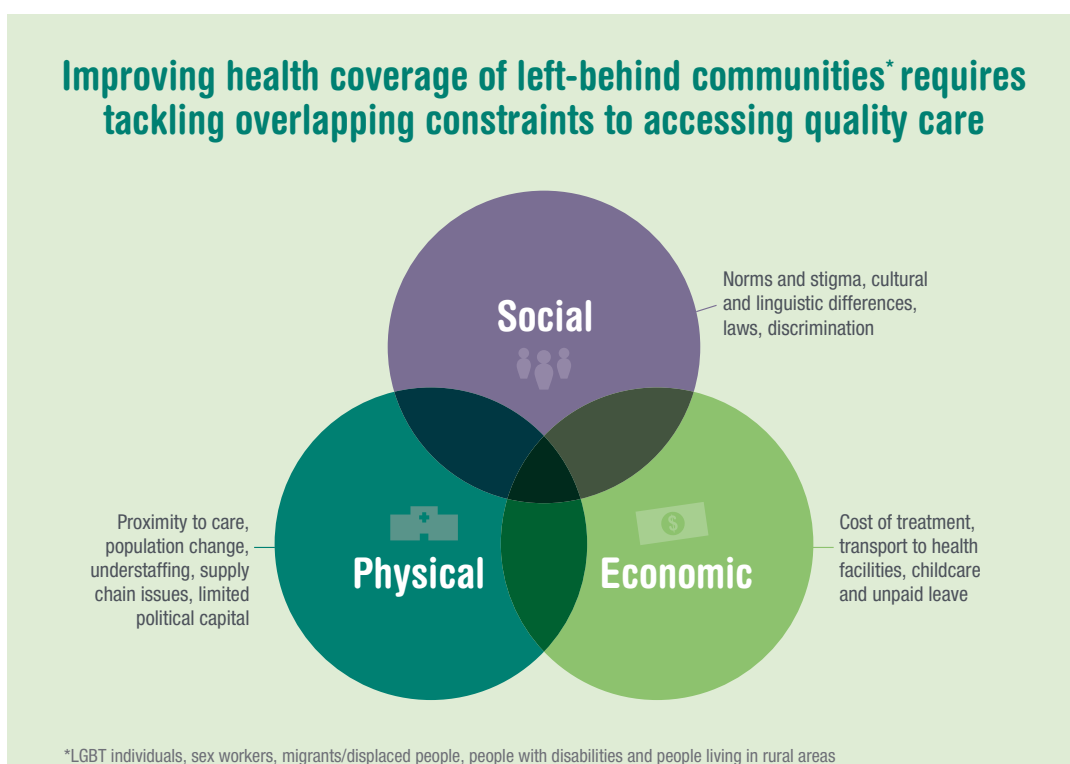 Improving health coverage of left-behind communities* requires
tackling overlapping constraints to accessing quality care
Social
Norms and stigma, cultural
and linguistic differences,
laws, discrimination
Proximity to care,
population change,
understaffing, supply
chain issues, limited
political capital
Physical
$
Economic
Cost of treatment,
transport to health
facilities, childcare
and unpaid leave
*LGBT individuals, sex workers, migrants/displaced people, people with disabilities and people living in rural areas